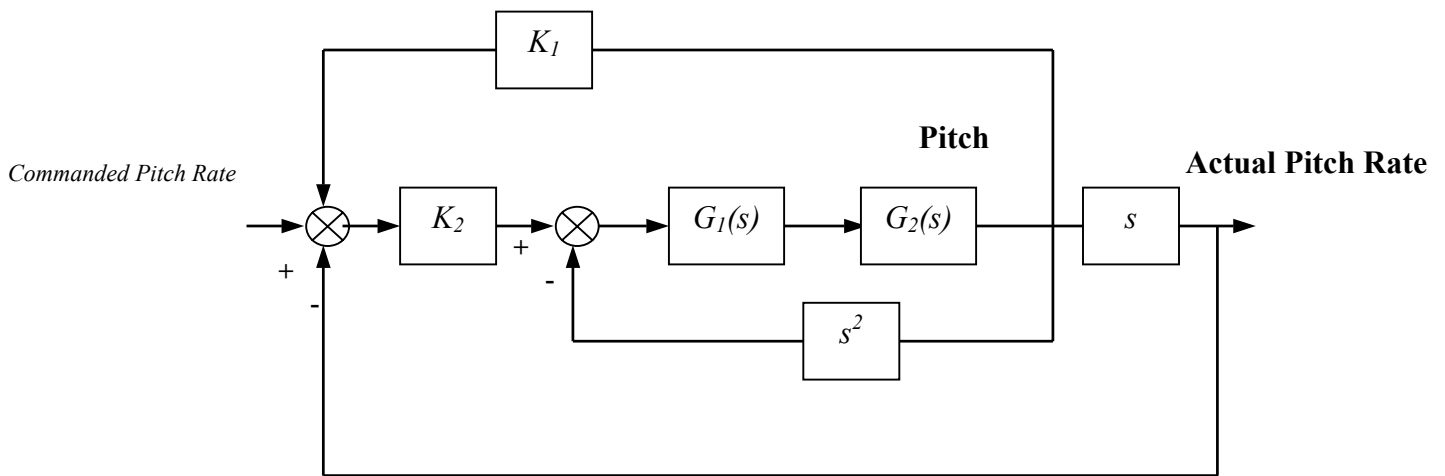 K₁
Pitch
Commanded Pitch Rate
Actual Pitch Rate
K₂
G₁(s)
G₂(s)
s
+
+
-
-
s²